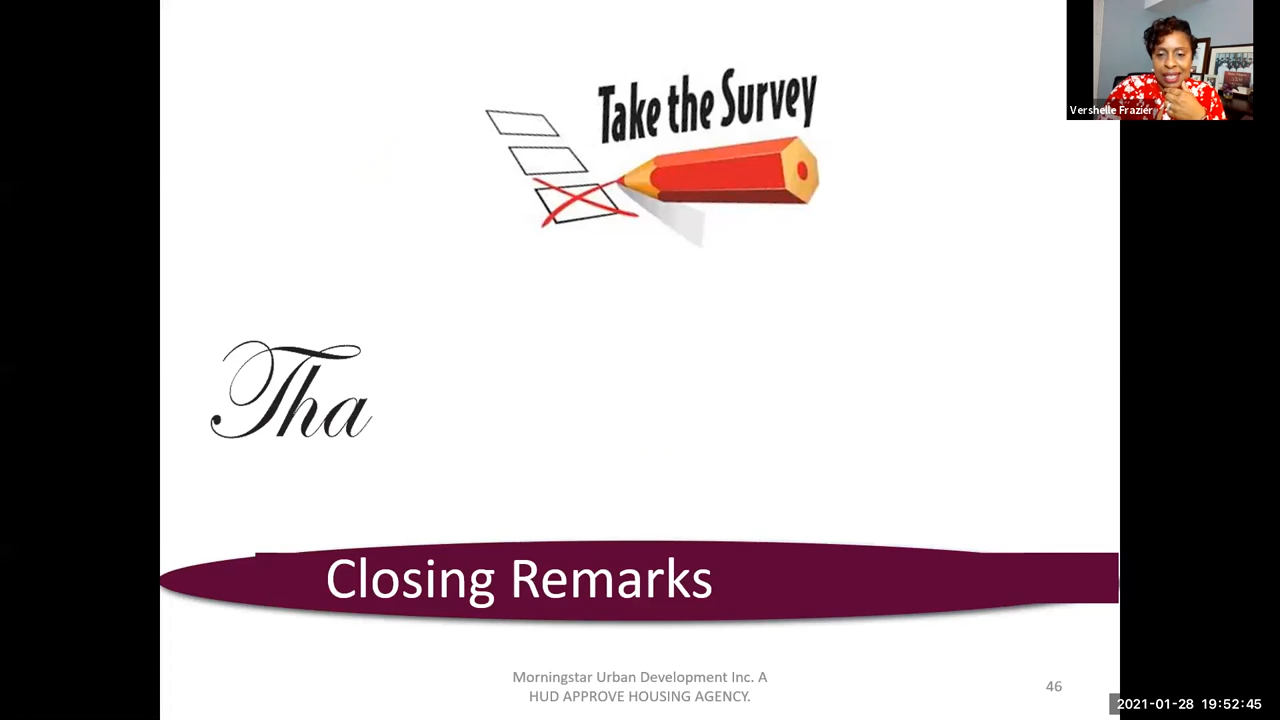 Take the Survey
Vershelle Frazier
Tha
Closing Remarks
Morningstar Urban Development Inc. A
HUD APPROVE HOUSING AGENCY.
46
2021-01-28 19:52:45